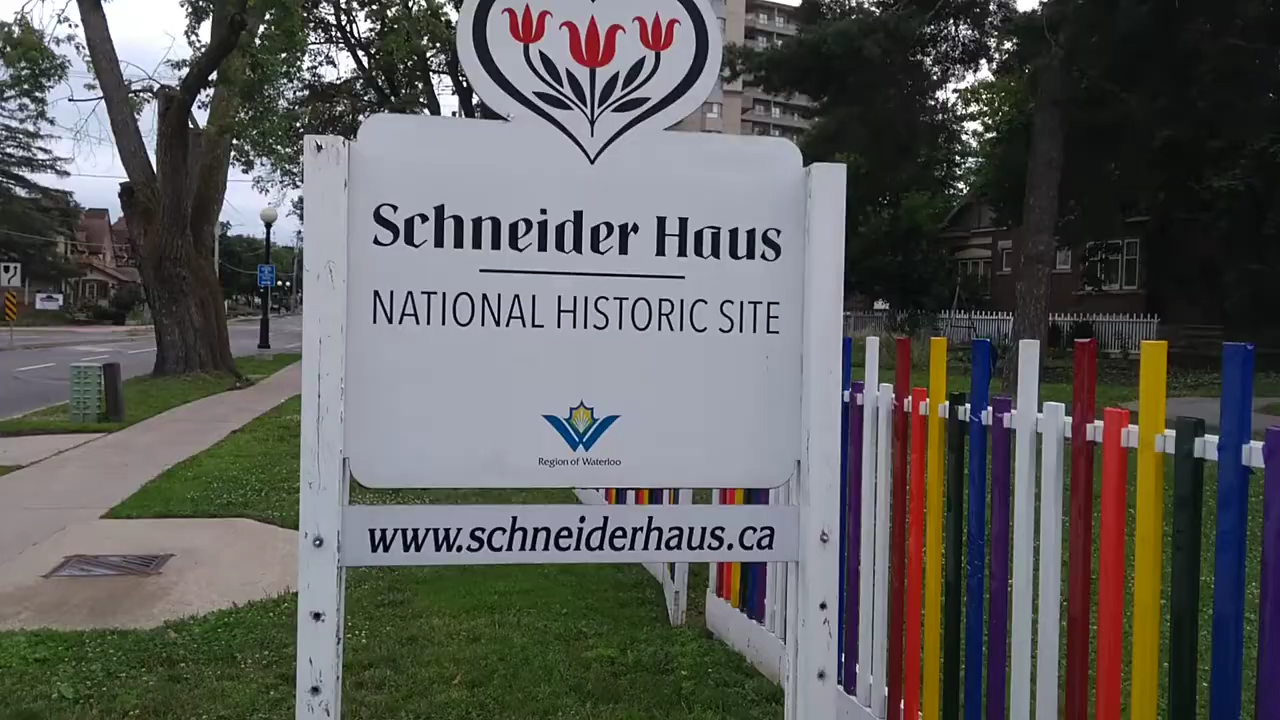 Schneider Haus
NATIONAL HISTORIC SITE
Region of Waterloo
www.schneiderhaus.ca